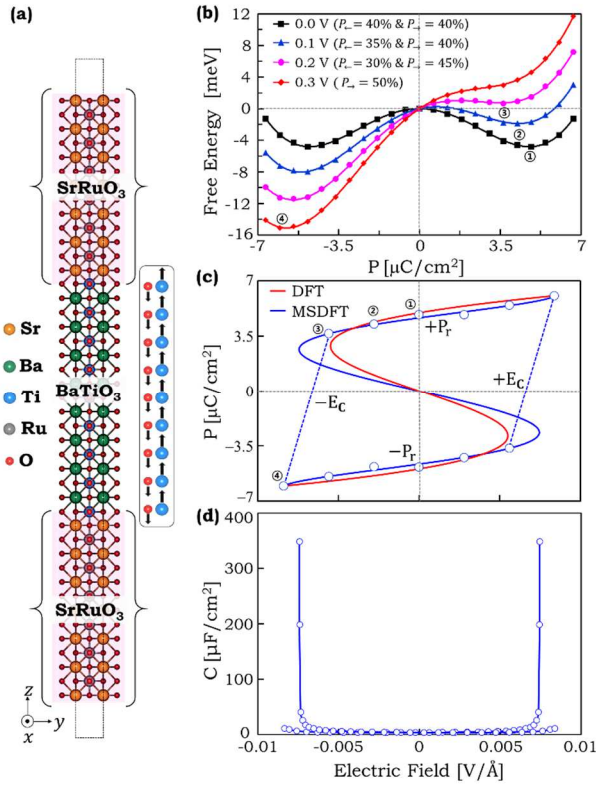 (a)
SrRuO₃
BaTiO₃
SrRuO₃
Sr
Ba
Ti
Ru
O
z
y
x
(b)
Free Energy [meV]
12
8
4
0
-4
-8
-12
-16
0.0 V (P← = 40% & P→ = 40%)
0.1 V (P← = 35% & P→ = 40%)
0.2 V (P← = 30% & P→ = 45%)
0.3 V (P→ = 50%)
①
②
③
④
-7
-3.5
0
3.5
7
P [μC/cm²]
(c)
P [μC/cm²]
7
3.5
0
-3.5
-7
DFT
MSDFT
①
②
③
④
+Pr
-Pr
+EC
-EC
(d)
C [μF/cm²]
400
300
200
100
0
-0.01
-0.005
0
0.005
0.01
Electric Field [V/Å]